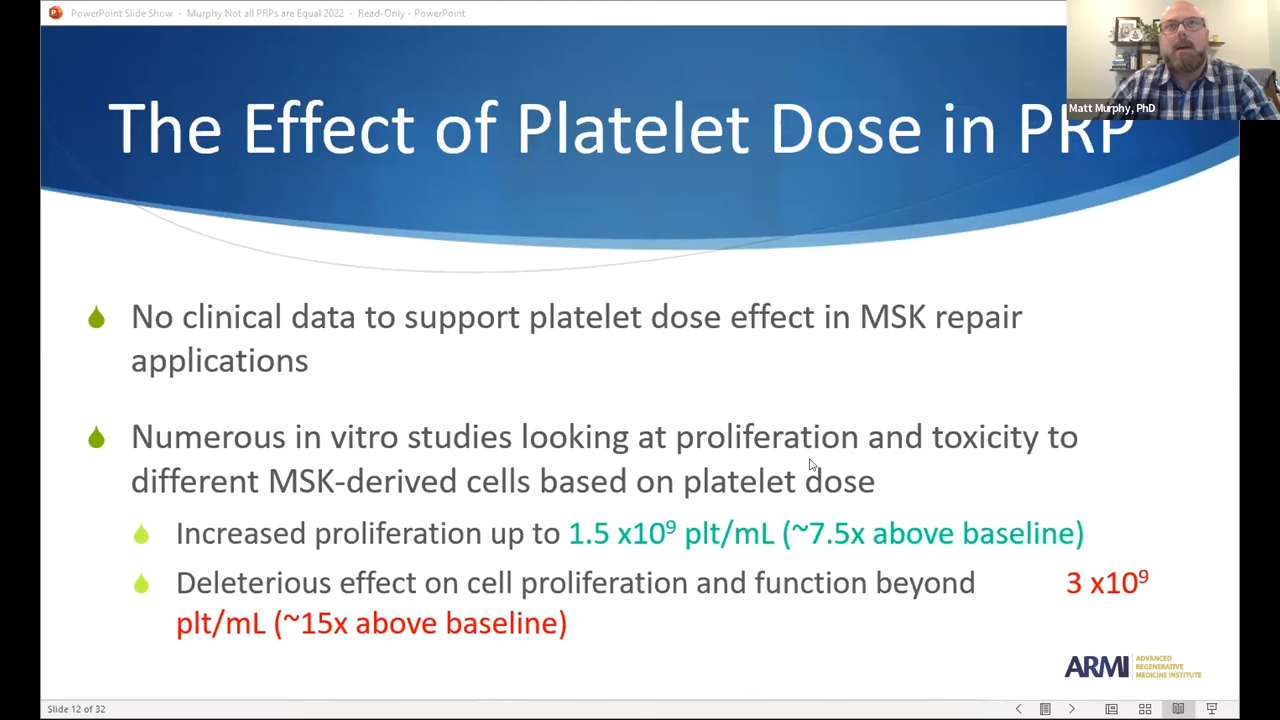 PowerPoint Slide Show - Murphy Not all PRPs are Equal 2022 - Read-Only - PowerPoint
Matt Murphy, PhD
The Effect of Platelet Dose in PRP
No clinical data to support platelet dose effect in MSK repair
applications
Numerous in vitro studies looking at proliferation and toxicity to
different MSK-derived cells based on platelet dose
Increased proliferation up to 1.5 x10⁹ plt/mL (~7.5x above baseline)
Deleterious effect on cell proliferation and function beyond 3 x10⁹
plt/mL (~15x above baseline)
ARMI ADVANCED
REGENERATIVE
MEDICINE INSTITUTE
Slide 12 of 32